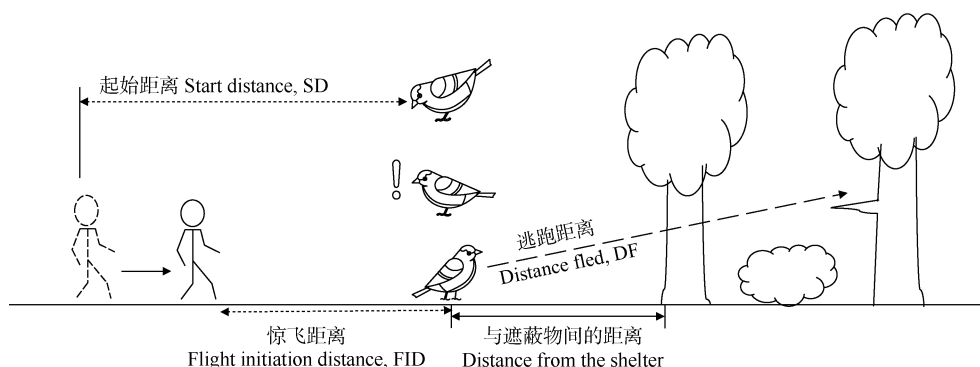 起始距离 Start distance, SD
!
逃跑距离
Distance fled, DF
惊飞距离
Flight initiation distance, FID
与遮蔽物间的距离
Distance from the shelter